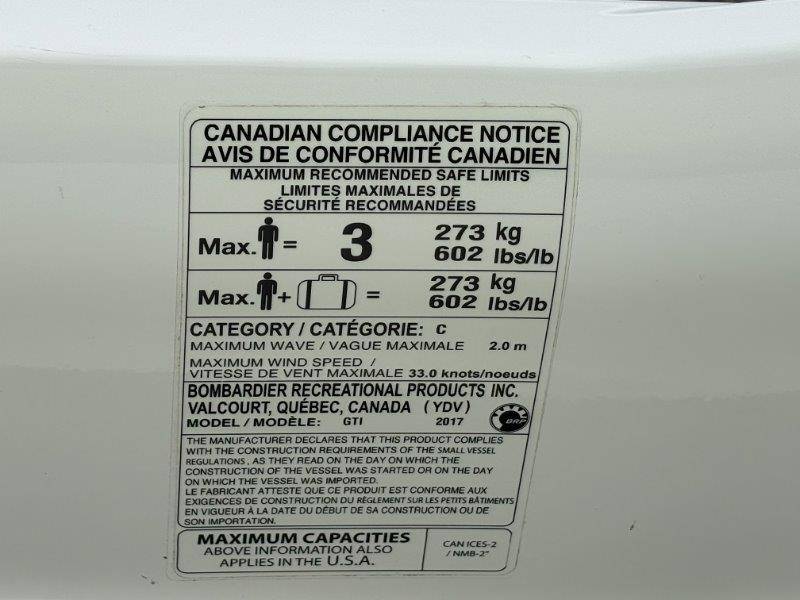 CANADIAN COMPLIANCE NOTICE
AVIS DE CONFORMITÉ CANADIEN
MAXIMUM RECOMMENDED SAFE LIMITS
LIMITES MAXIMALES DE
SÉCURITÉ RECOMMANDÉES
Max. = 3 273 kg
602 lbs/lb
Max. + = 273 kg
602 lbs/lb
CATEGORY / CATÉGORIE: C
MAXIMUM WAVE / VAGUE MAXIMALE 2.0 m
MAXIMUM WIND SPEED /
VITESSE DE VENT MAXIMALE 33.0 knots/noeuds
BOMBARDIER RECREATIONAL PRODUCTS INC.
VALCOURT, QUÉBEC, CANADA (YDV)
MODEL / MODÈLE: GTI 2017
BRP
THE MANUFACTURER DECLARES THAT THIS PRODUCT COMPLIES
WITH THE CONSTRUCTION REQUIREMENTS OF THE SMALL VESSEL
REGULATIONS, AS THEY READ ON THE DAY ON WHICH THE
CONSTRUCTION OF THE VESSEL WAS STARTED OR ON THE DAY
ON WHICH THE VESSEL WAS IMPORTED.
LE FABRICANT ATTESTE QUE CE PRODUIT EST CONFORME AUX
EXIGENCES DE CONSTRUCTION DU RÈGLEMENT SUR LES PETITS BÂTIMENTS
EN VIGUEUR À LA DATE DU DÉBUT DE SA CONSTRUCTION OU DE
SON IMPORTATION.
MAXIMUM CAPACITIES
ABOVE INFORMATION ALSO
APPLIES IN THE U.S.A.
CAN ICES-2
/ NMB-2"